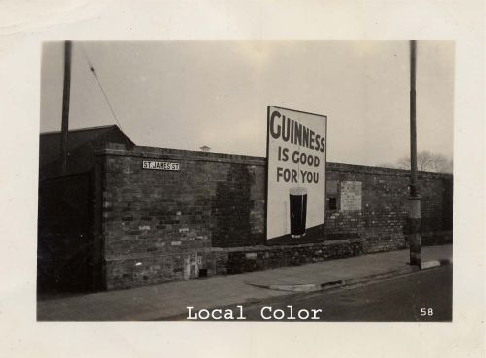 ST. JAMES ST.
GUINNESS
IS GOOD
FOR YOU
Local Color
58